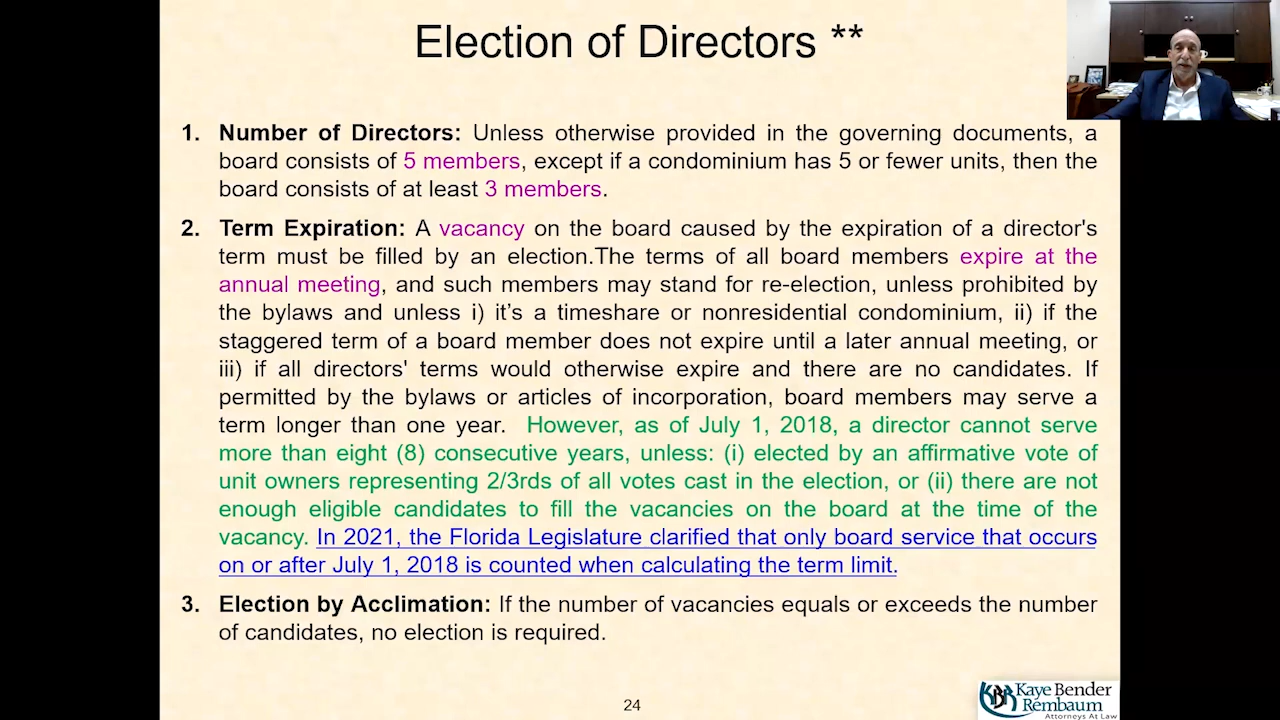 Election of Directors **
1. Number of Directors: Unless otherwise provided in the governing documents, a
board consists of 5 members, except if a condominium has 5 or fewer units, then the
board consists of at least 3 members.
2. Term Expiration: A vacancy on the board caused by the expiration of a director's
term must be filled by an election.The terms of all board members expire at the
annual meeting, and such members may stand for re-election, unless prohibited by
the bylaws and unless i) it’s a timeshare or nonresidential condominium, ii) if the
staggered term of a board member does not expire until a later annual meeting, or
iii) if all directors' terms would otherwise expire and there are no candidates. If
permitted by the bylaws or articles of incorporation, board members may serve a
term longer than one year. However, as of July 1, 2018, a director cannot serve
more than eight (8) consecutive years, unless: (i) elected by an affirmative vote of
unit owners representing 2/3rds of all votes cast in the election, or (ii) there are not
enough eligible candidates to fill the vacancies on the board at the time of the
vacancy. In 2021, the Florida Legislature clarified that only board service that occurs
on or after July 1, 2018 is counted when calculating the term limit.
3. Election by Acclimation: If the number of vacancies equals or exceeds the number
of candidates, no election is required.
24
KBR Kaye Bender
Rembaum
Attorneys At Law